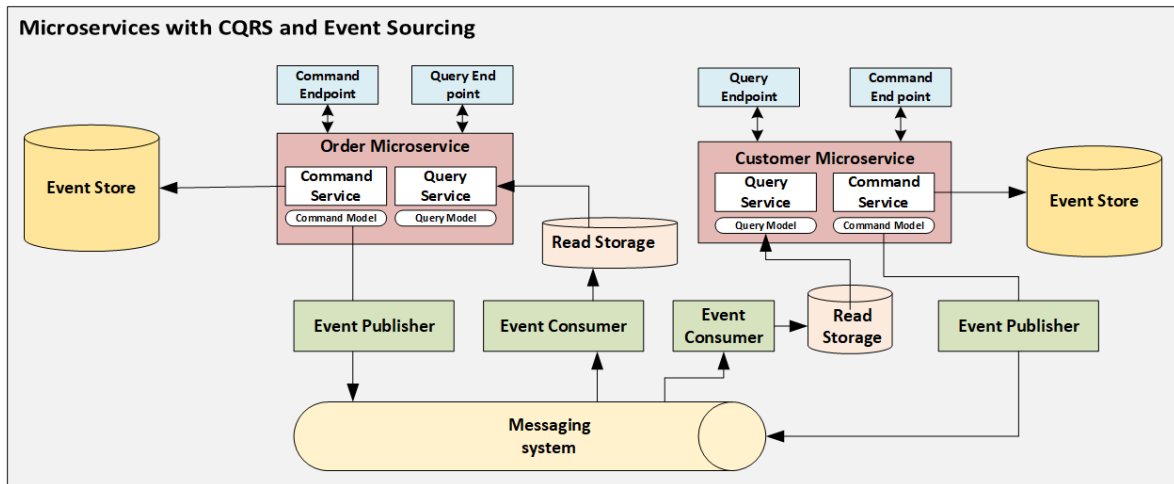 Microservices with CQRS and Event Sourcing
Command
Endpoint
Query End
point
Query
Endpoint
Command
End point
Order Microservice
Command
Service
Query
Service
Command Model
Query Model
Event Store
Customer Microservice
Query
Service
Command
Service
Query Model
Command Model
Event Store
Read Storage
Event Publisher
Event Consumer
Event
Consumer
Read
Storage
Event Publisher
Messaging
system